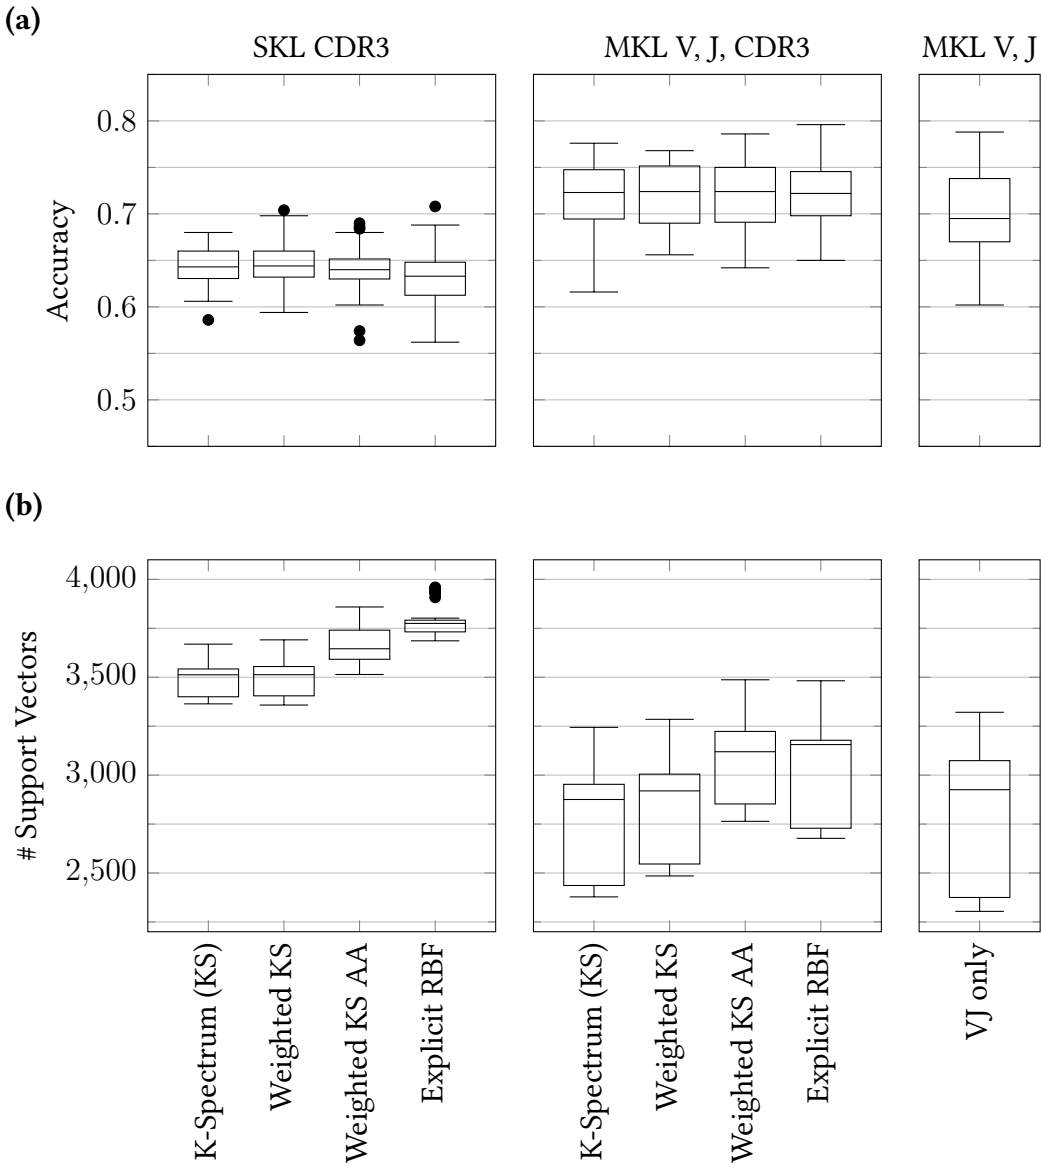 (a)
SKL CDR3
MKL V, J, CDR3
MKL V, J
0.8
0.7
0.6
0.5
Accuracy
(b)
4,000
3,500
3,000
2,500
# Support Vectors
K-Spectrum (KS)
Weighted KS
Weighted KS AA
Explicit RBF
K-Spectrum (KS)
Weighted KS
Weighted KS AA
Explicit RBF
VJ only